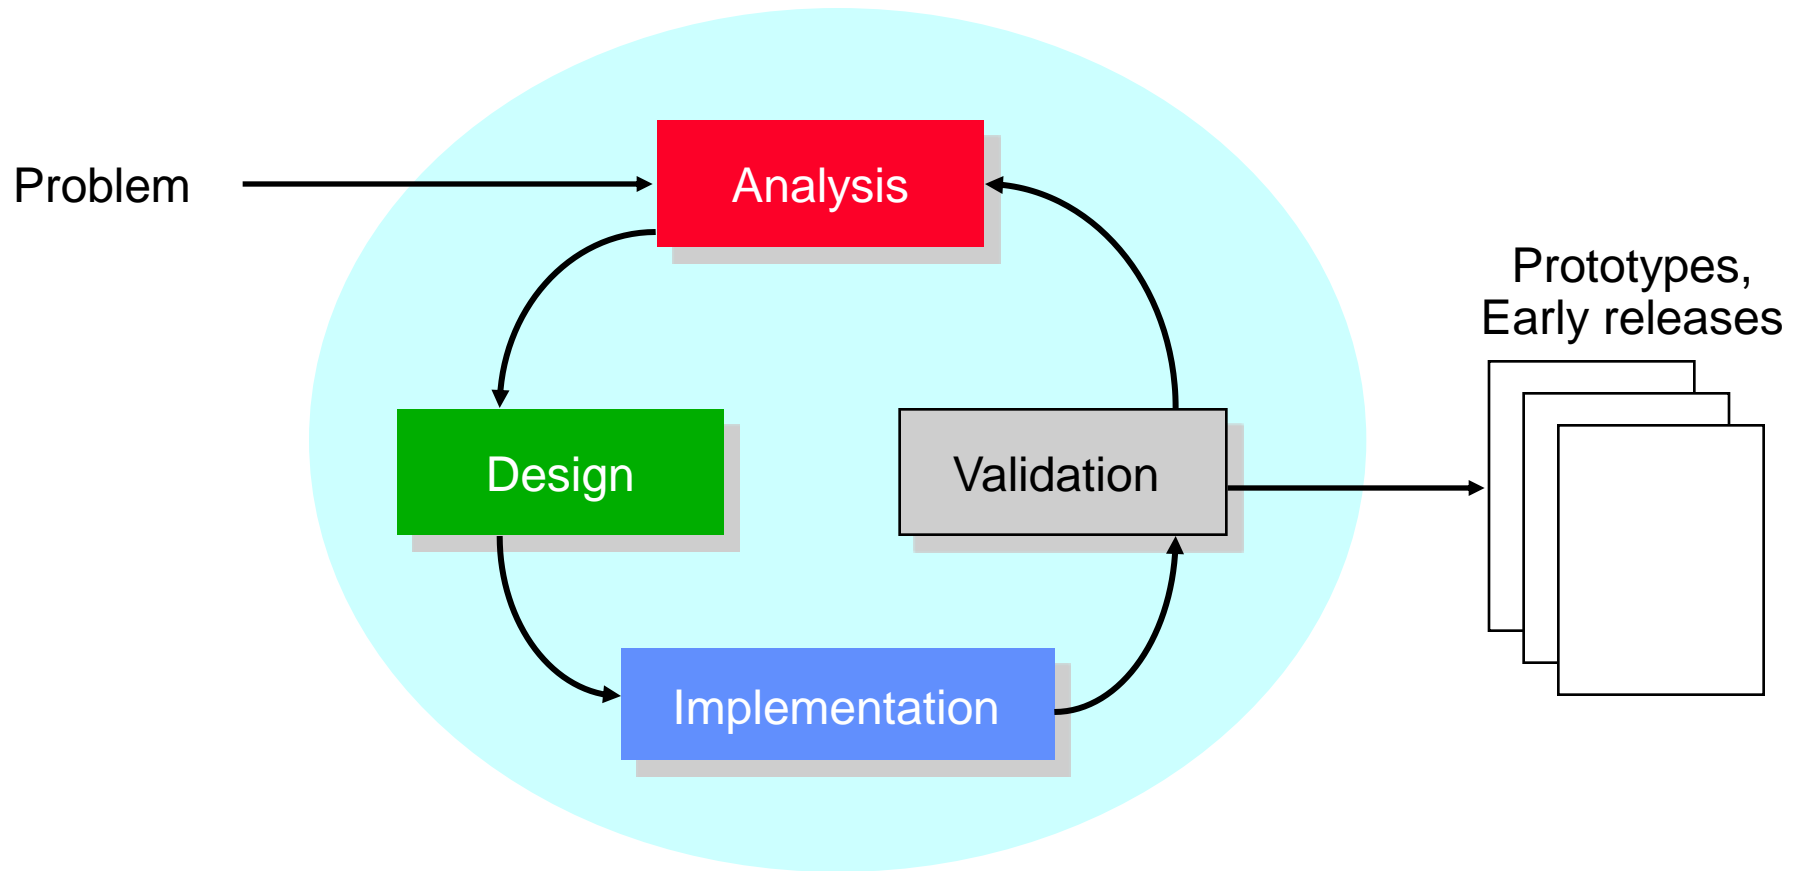 Problem
Analysis
Prototypes,
Early releases
Design
Validation
Implementation